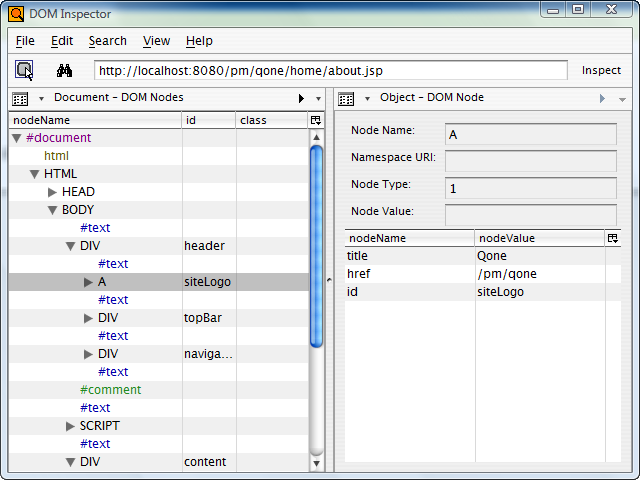 DOM Inspector
File Edit Search View Help
http://localhost:8080/pm/qone/home/about.jsp Inspect
Document – DOM Nodes
nodeName id class
#document
html
HTML
HEAD
BODY
#text
DIV header
#text
A siteLogo
#text
DIV topBar
#text
DIV naviga...
#text
#comment
#text
SCRIPT
#text
DIV content
Object – DOM Node
Node Name: A
Namespace URI:
Node Type: 1
Node Value:
nodeName nodeValue
title Qone
href /pm/qone
id siteLogo